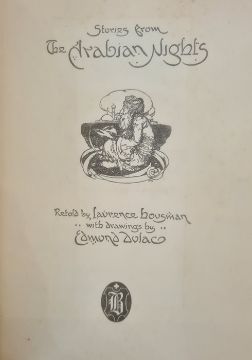 Stories from
The Arabian Nights
Retold by Laurence Housman
with drawings by
Edmund Dulac
B